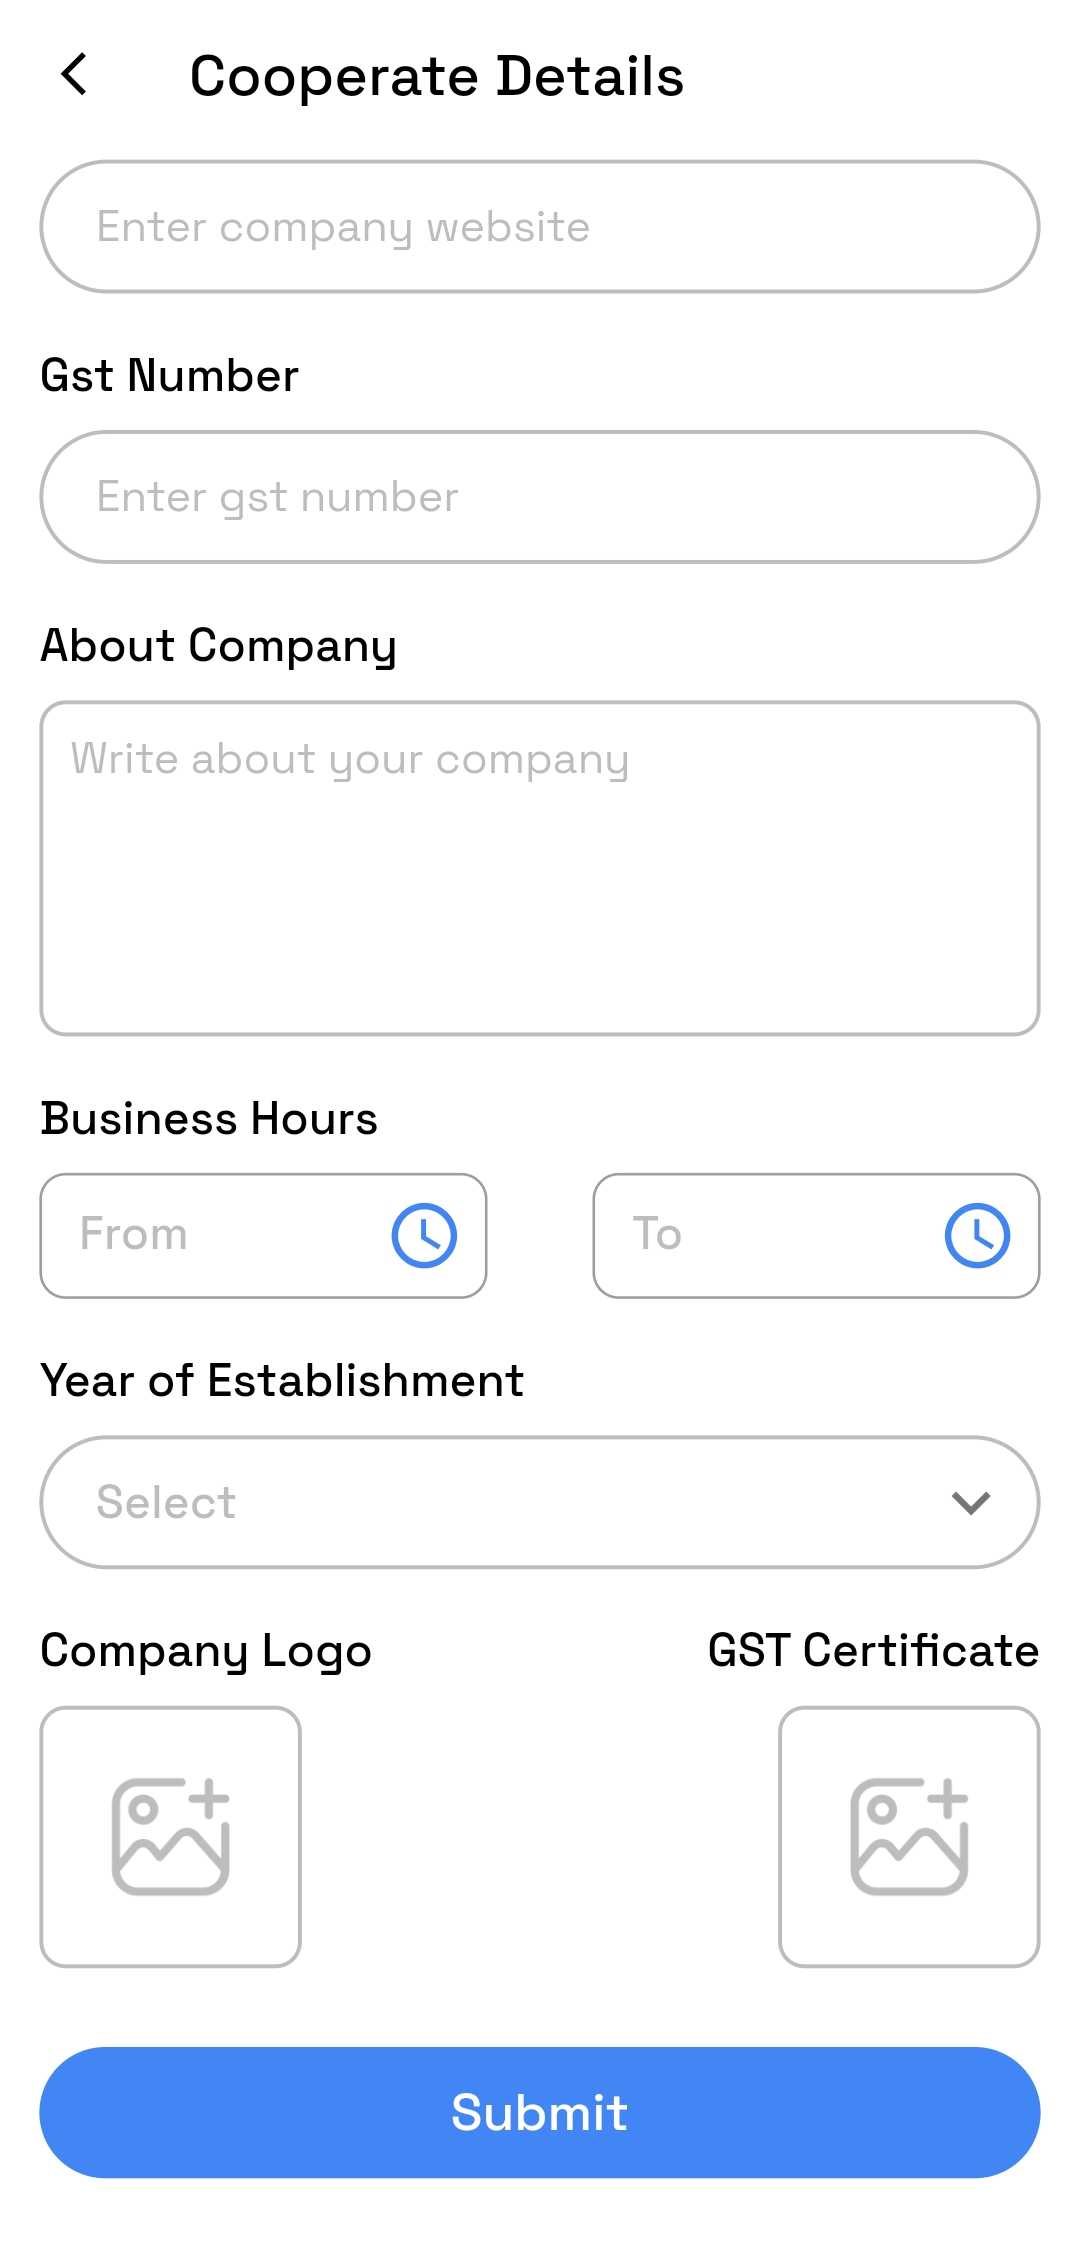 Cooperate Details
Enter company website
Gst Number
Enter gst number
About Company
Write about your company
Business Hours
From
To
Year of Establishment
Select
Company Logo
GST Certificate
Submit